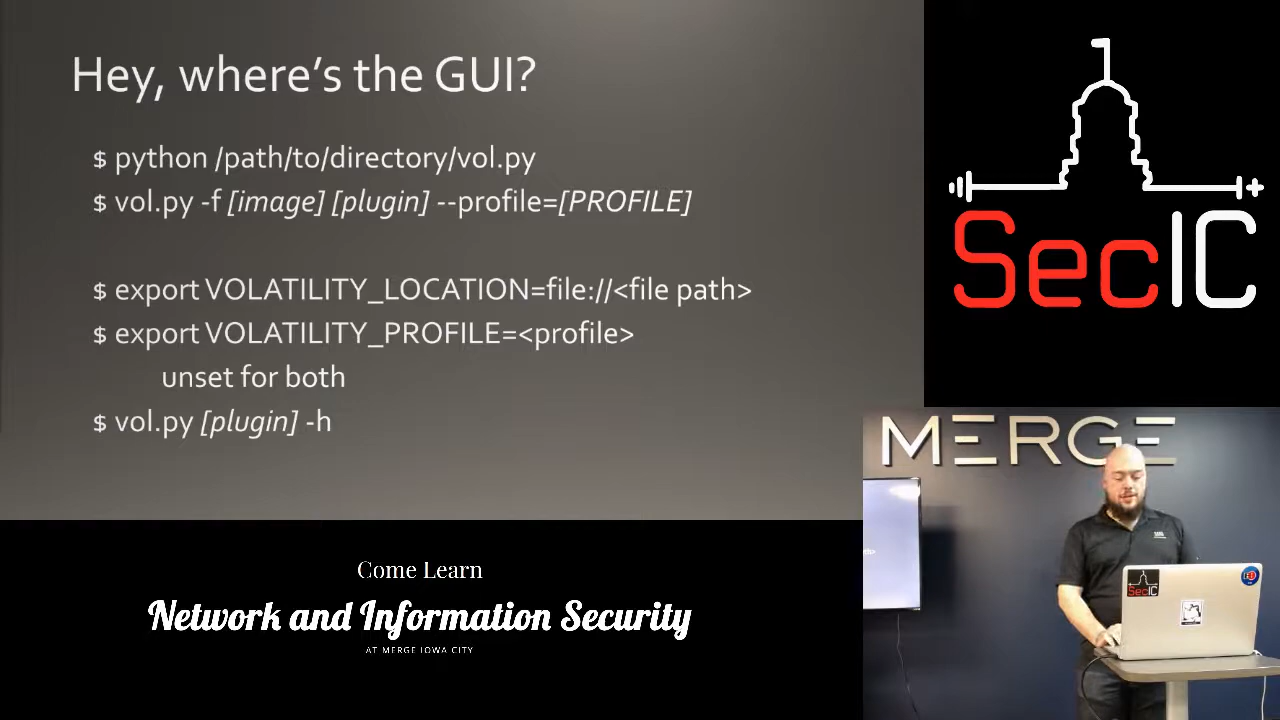 Hey, where's the GUI?
$ python /path/to/directory/vol.py
$ vol.py -f [image] [plugin] --profile=[PROFILE]
$ export VOLATILITY_LOCATION=file://<file path>
$ export VOLATILITY_PROFILE=<profile>
unset for both
$ vol.py [plugin] -h
SecIC
MERGE
SecIC
Come Learn
Network and Information Security
AT MERGE IOWA CITY